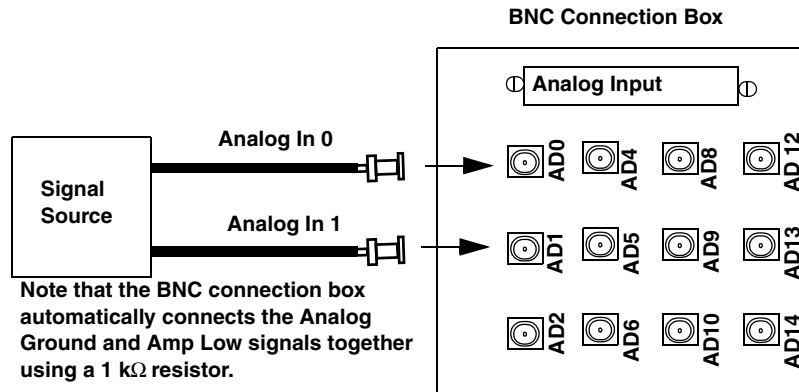 BNC Connection Box
Analog Input
Analog In 0
AD0
AD4
AD8
AD 12
Signal
Source
Analog In 1
AD1
AD5
AD9
AD13
Note that the BNC connection box
automatically connects the Analog
Ground and Amp Low signals together
using a 1 kΩ resistor.
AD2
AD6
AD10
AD14